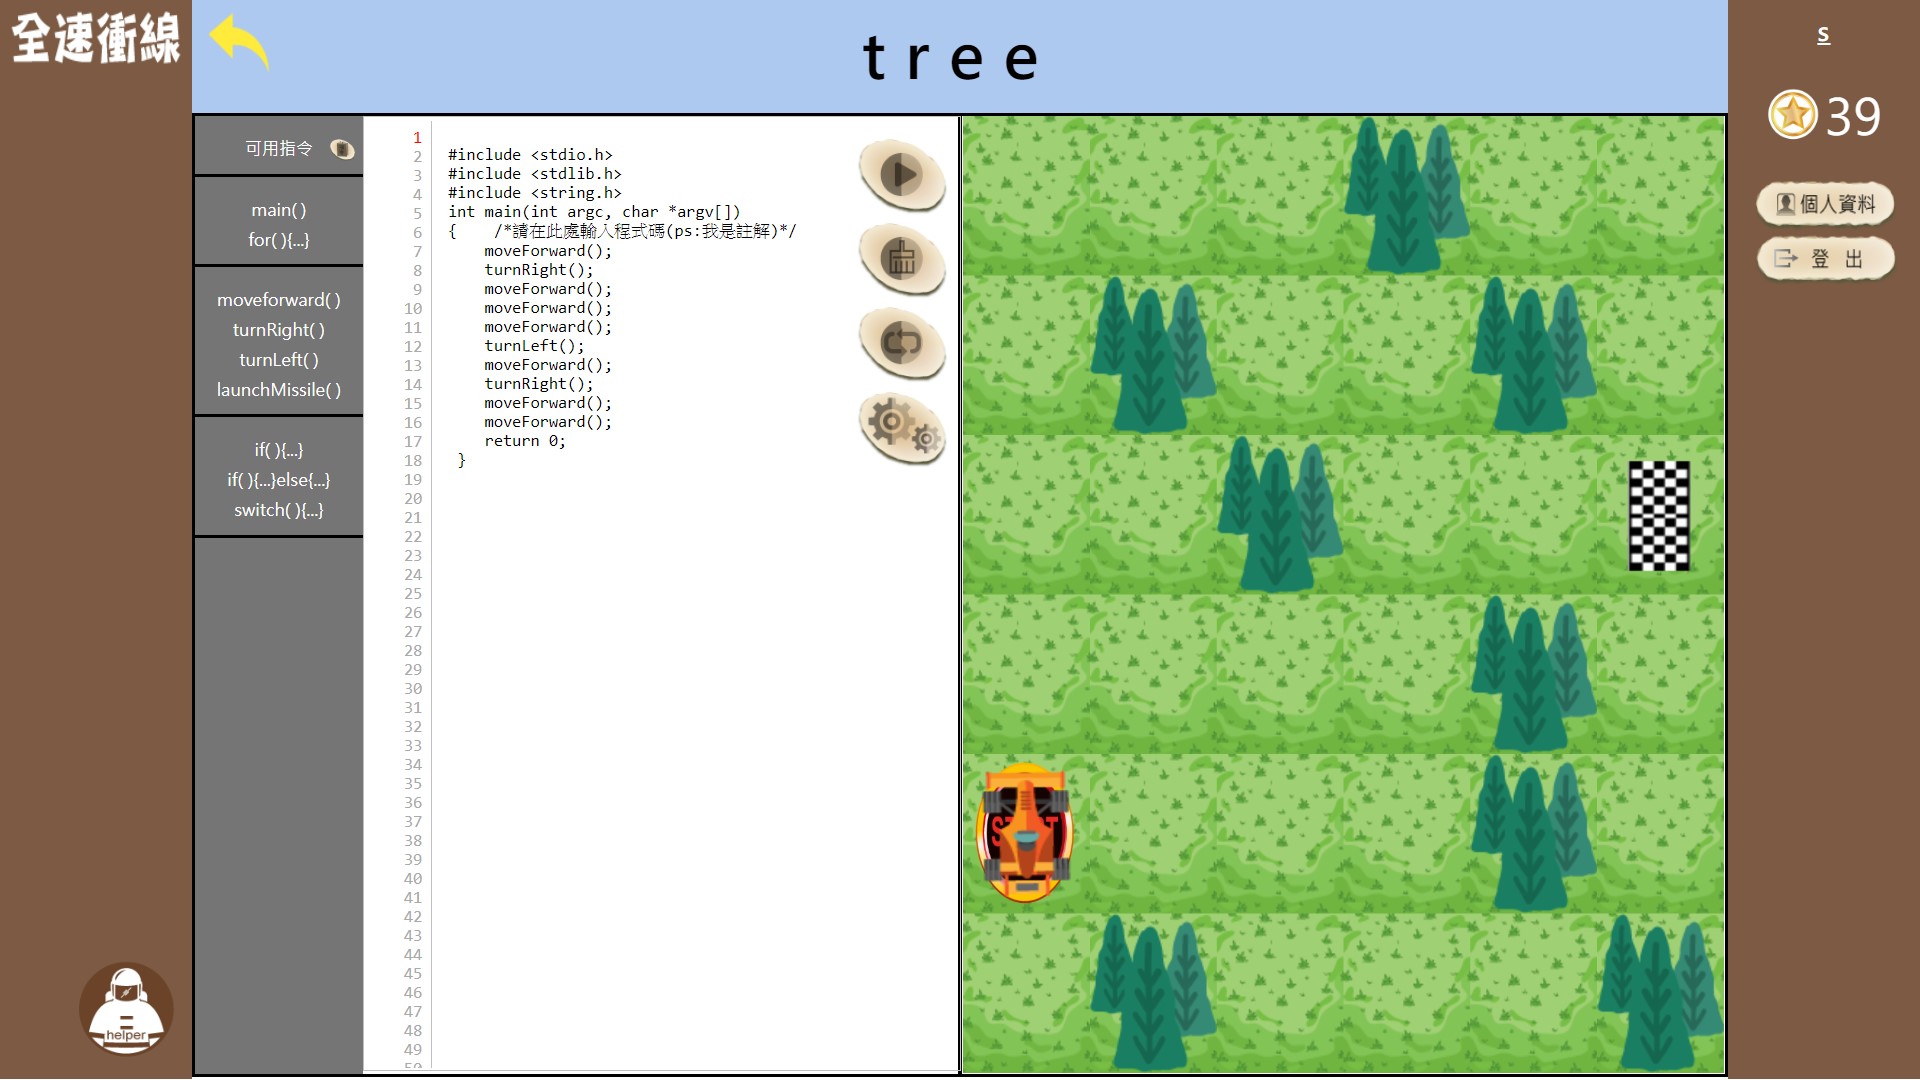 全速衝線
tree
s
39
個人資料
登 出
可用指令
main()
for( ){...}
moveforward( )
turnRight( )
turnLeft( )
launchMissile( )
if( ){...}
if( ){...}else{...}
switch( ){...}
1
2 #include <stdio.h>
3 #include <stdlib.h>
4 #include <string.h>
5 int main(int argc, char *argv[])
6 { /*請在此處輸入程式碼(ps:我是註解)*/
7 moveForward();
8 turnRight();
9 moveForward();
10 moveForward();
11 moveForward();
12 turnLeft();
13 moveForward();
14 turnRight();
15 moveForward();
16 moveForward();
17 return 0;
18 }
19
20
21
22
23
24
25
26
27
28
29
30
31
32
33
34
35
36
37
38
39
40
41
42
43
44
45
46
47
48
49
50
helper